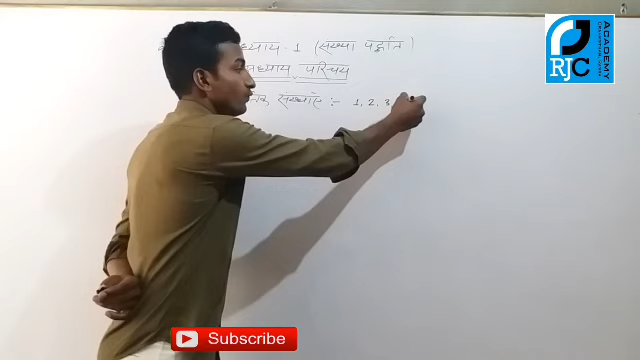 ध्याय - 1 (संख्या पद्धति)
ध्याय परिचय
संख्याएं :- 1, 2, 3
RJC
ACADEMY
Subscribe